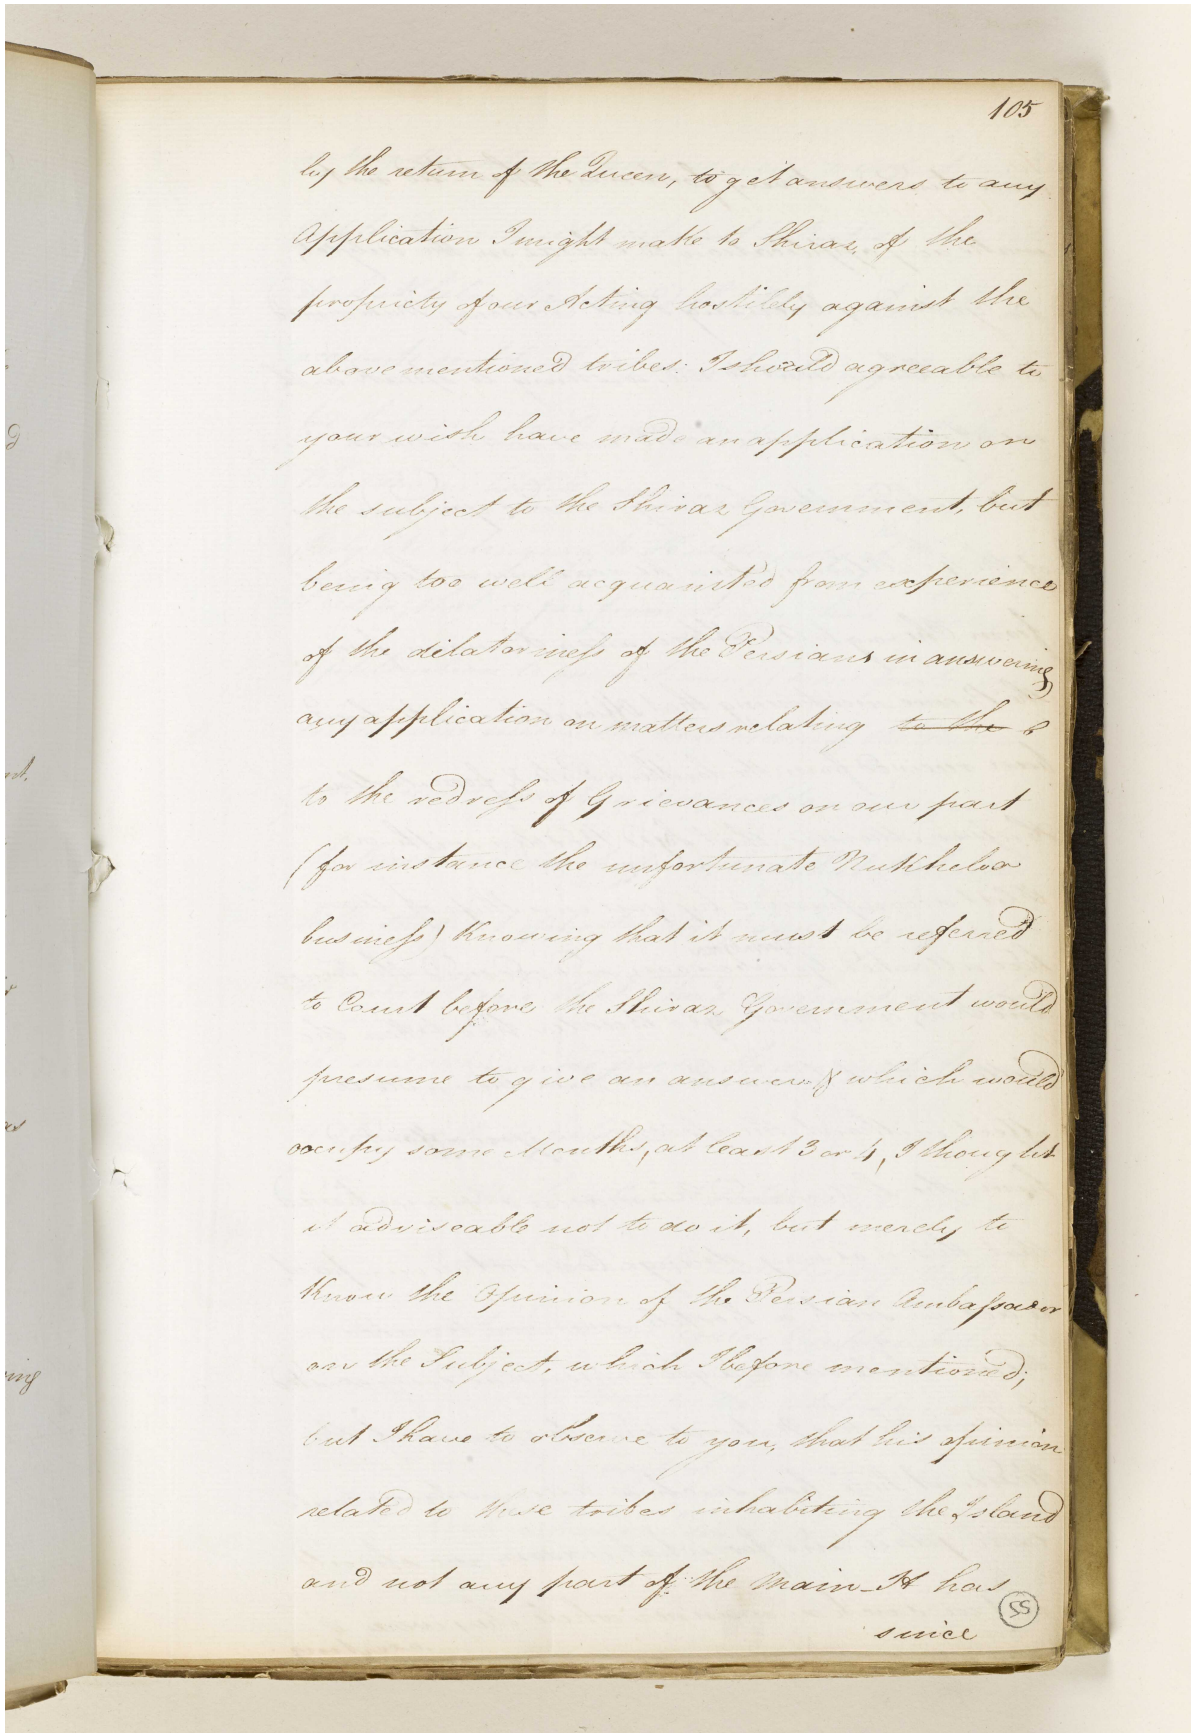 105
by the return of the Queen, to get answers to any
Application I might make to Shiraz, of the
propriety of our Acting hostilely against the
above mentioned tribes: I should agreeable to
your wish have made an application on
the subject to the Shiraz Government, but
being too well acquainted from experience
of the dilatoriness of the Persians in answering
any application on matters relating to the
to the redress of Grievances on our part
(for instance the unfortunate Nukheloo
business) Knowing that it must be referred
to Court before the Shiraz Government would
presume to give an answer & which would
occupy some Months, at least 3 or 4, I thought
it adviseable not to do it, but merely to
Know the Opinion of the Persian Ambassador
on the Subject, which I before mentioned;
but I have to observe to you, that his opinion
related to those tribes inhabiting the Island
and not any part of the Main_It has
55
since